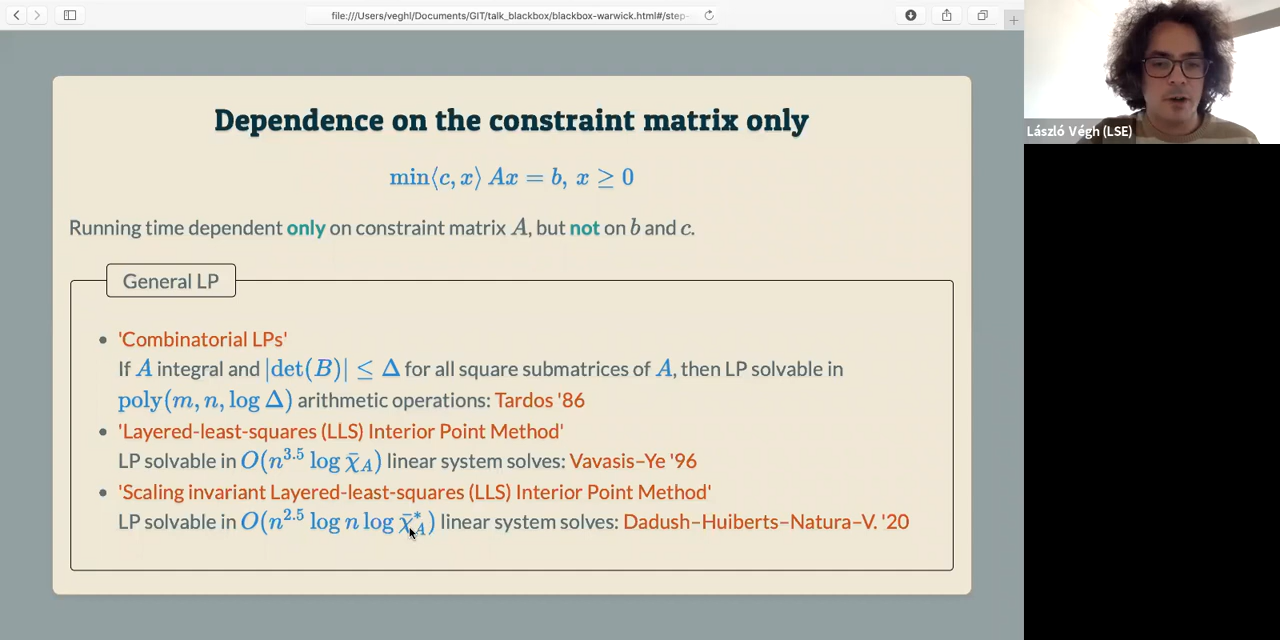 file:///Users/veghl/Documents/GIT/talk_blackbox/blackbox-warwick.html#/step-
László Végh (LSE)
Dependence on the constraint matrix only
min⟨c, x⟩ Ax = b, x ≥ 0
Running time dependent only on constraint matrix A, but not on b and c.
General LP
• 'Combinatorial LPs'
If A integral and |det(B)| ≤ Δ for all square submatrices of A, then LP solvable in
poly(m, n, log Δ) arithmetic operations: Tardos '86
• 'Layered-least-squares (LLS) Interior Point Method'
LP solvable in O(n^{3.5} log χ̄_A) linear system solves: Vavasis–Ye '96
• 'Scaling invariant Layered-least-squares (LLS) Interior Point Method'
LP solvable in O(n^{2.5} log n log χ̄*_A) linear system solves: Dadush–Huiberts–Natura–V. '20